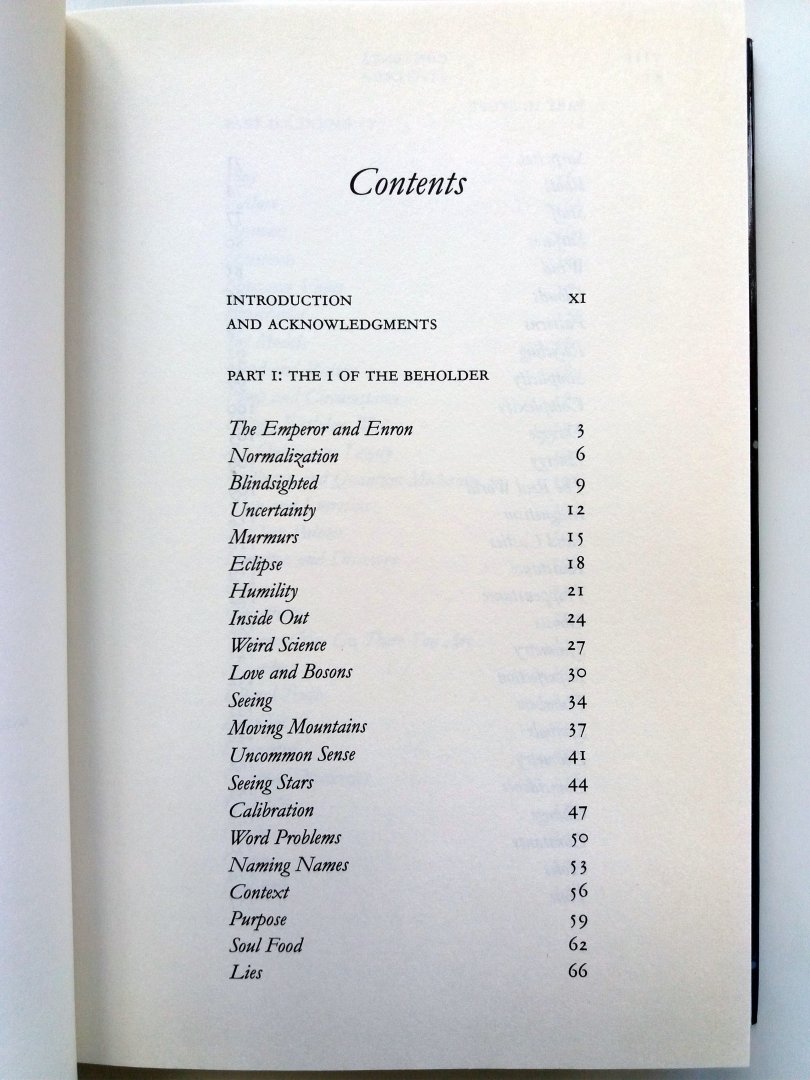 Contents
INTRODUCTION XI
AND ACKNOWLEDGMENTS
PART I: THE I OF THE BEHOLDER
The Emperor and Enron 3
Normalization 6
Blindsighted 9
Uncertainty 12
Murmurs 15
Eclipse 18
Humility 21
Inside Out 24
Weird Science 27
Love and Bosons 30
Seeing 34
Moving Mountains 37
Uncommon Sense 41
Seeing Stars 44
Calibration 47
Word Problems 50
Naming Names 53
Context 56
Purpose 59
Soul Food 62
Lies 66